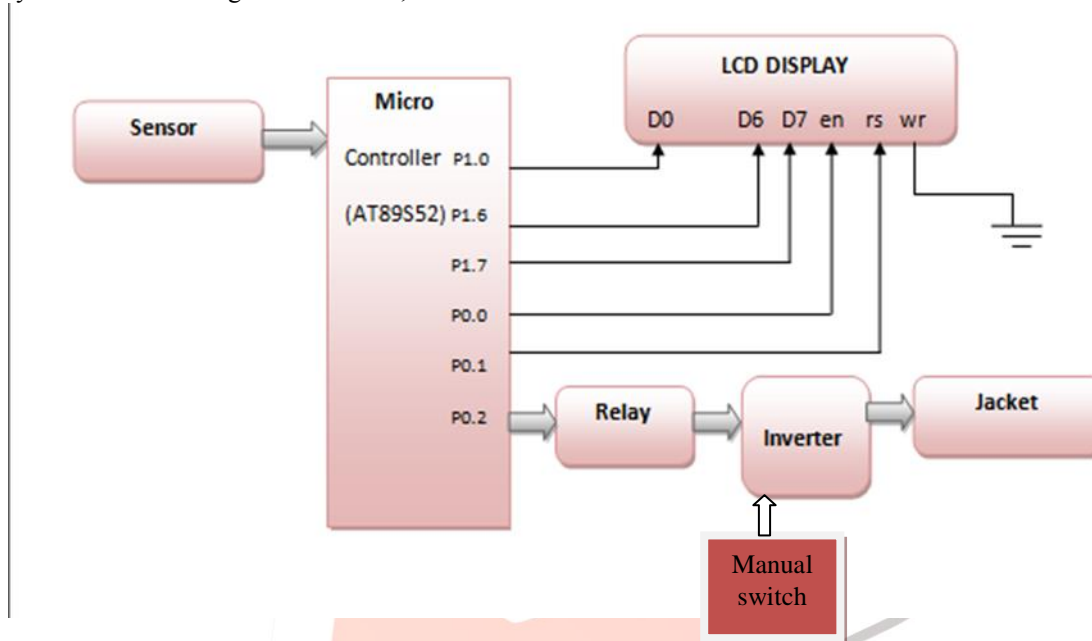 LCD DISPLAY
D0 D6 D7 en rs wr
Sensor
Micro
Controller P1.0
(AT89S52) P1.6
P1.7
P0.0
P0.1
P0.2
Relay
Inverter
Jacket
Manual
switch